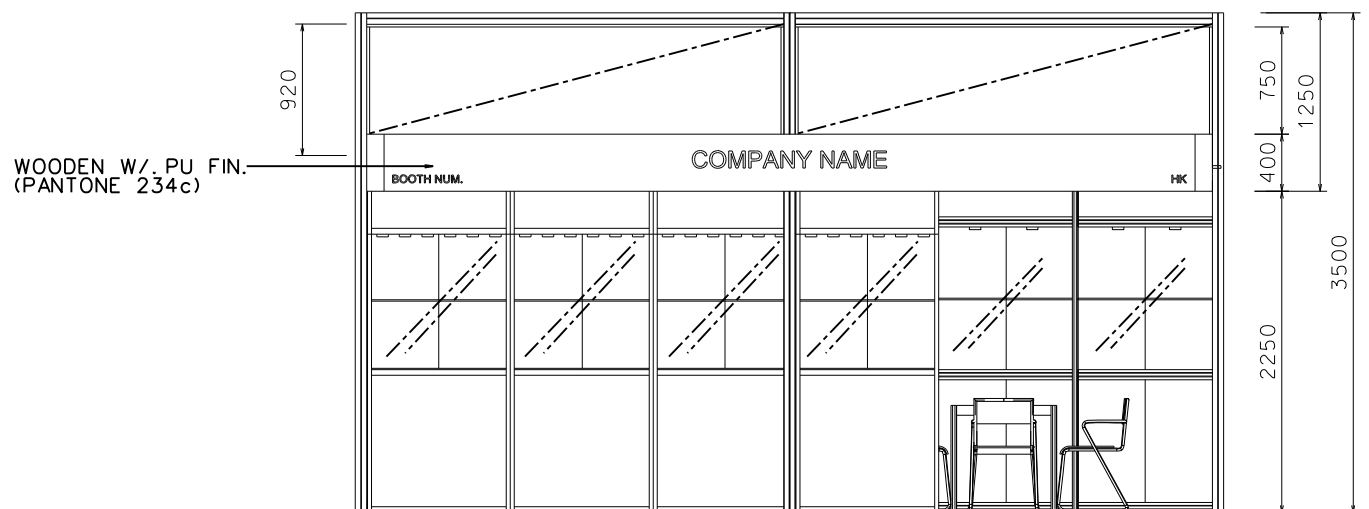 920
750
1250
WOODEN W/. PU FIN.
(PANTONE 234c)
COMPANY NAME
BOOTH NUM.
HK
400
3500
2250